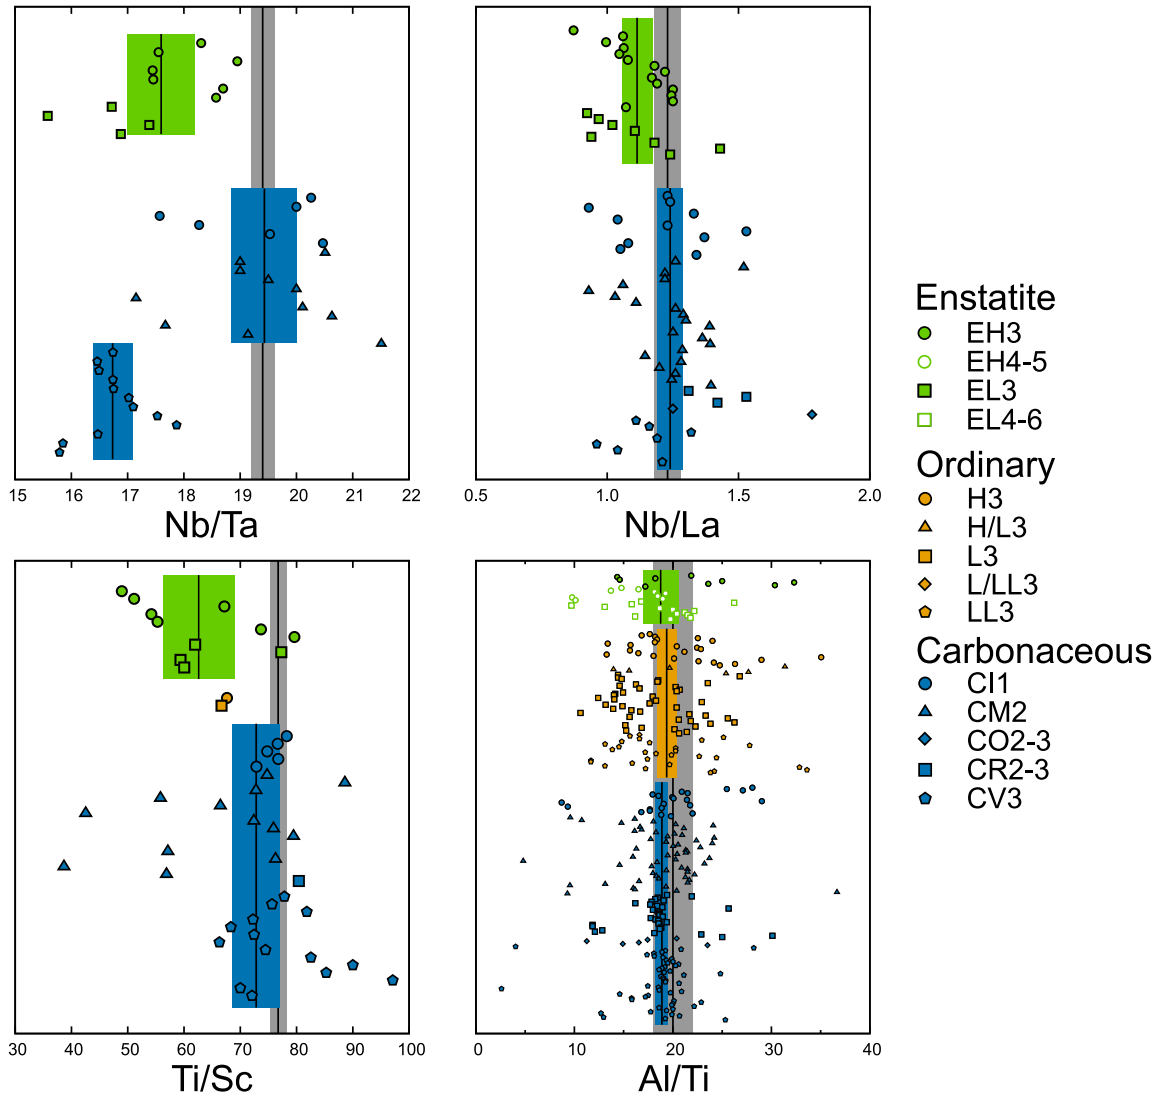 15 16 17 18 19 20 21 22
Nb/Ta
0.5 1.0 1.5 2.0
Nb/La
30 40 50 60 70 80 90 100
Ti/Sc
0 10 20 30 40
Al/Ti
Enstatite
EH3
EH4-5
EL3
EL4-6
Ordinary
H3
H/L3
L3
L/LL3
LL3
Carbonaceous
CI1
CM2
CO2-3
CR2-3
CV3